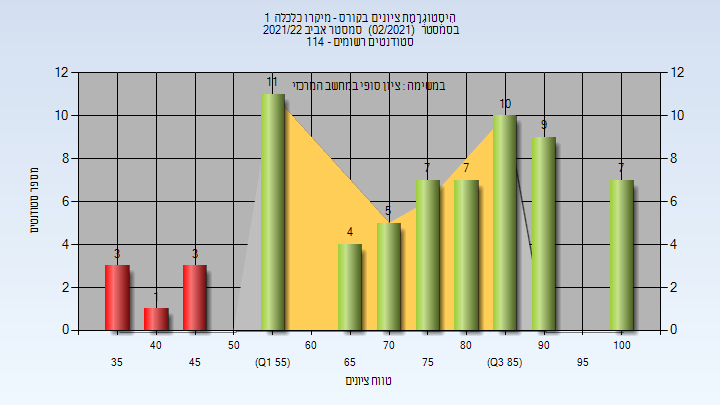 היסטוגרמת ציונים בקורס - מיקרו כלכלה 1
בסמסטר (02/2021) סמסטר אביב 2021/22
סטודנטים רשומים - 114
במשימה : ציון סופי במחשב המרכזי
מספר סטודנטים
12 12
10 10
8 8
6 6
4 4
2 2
0 0
3 1 3 11 4 5 7 7 10 9 7
40 50 60 70 80 90 100
35 45 (Q1 55) 65 75 (Q3 85) 95
טווח ציונים